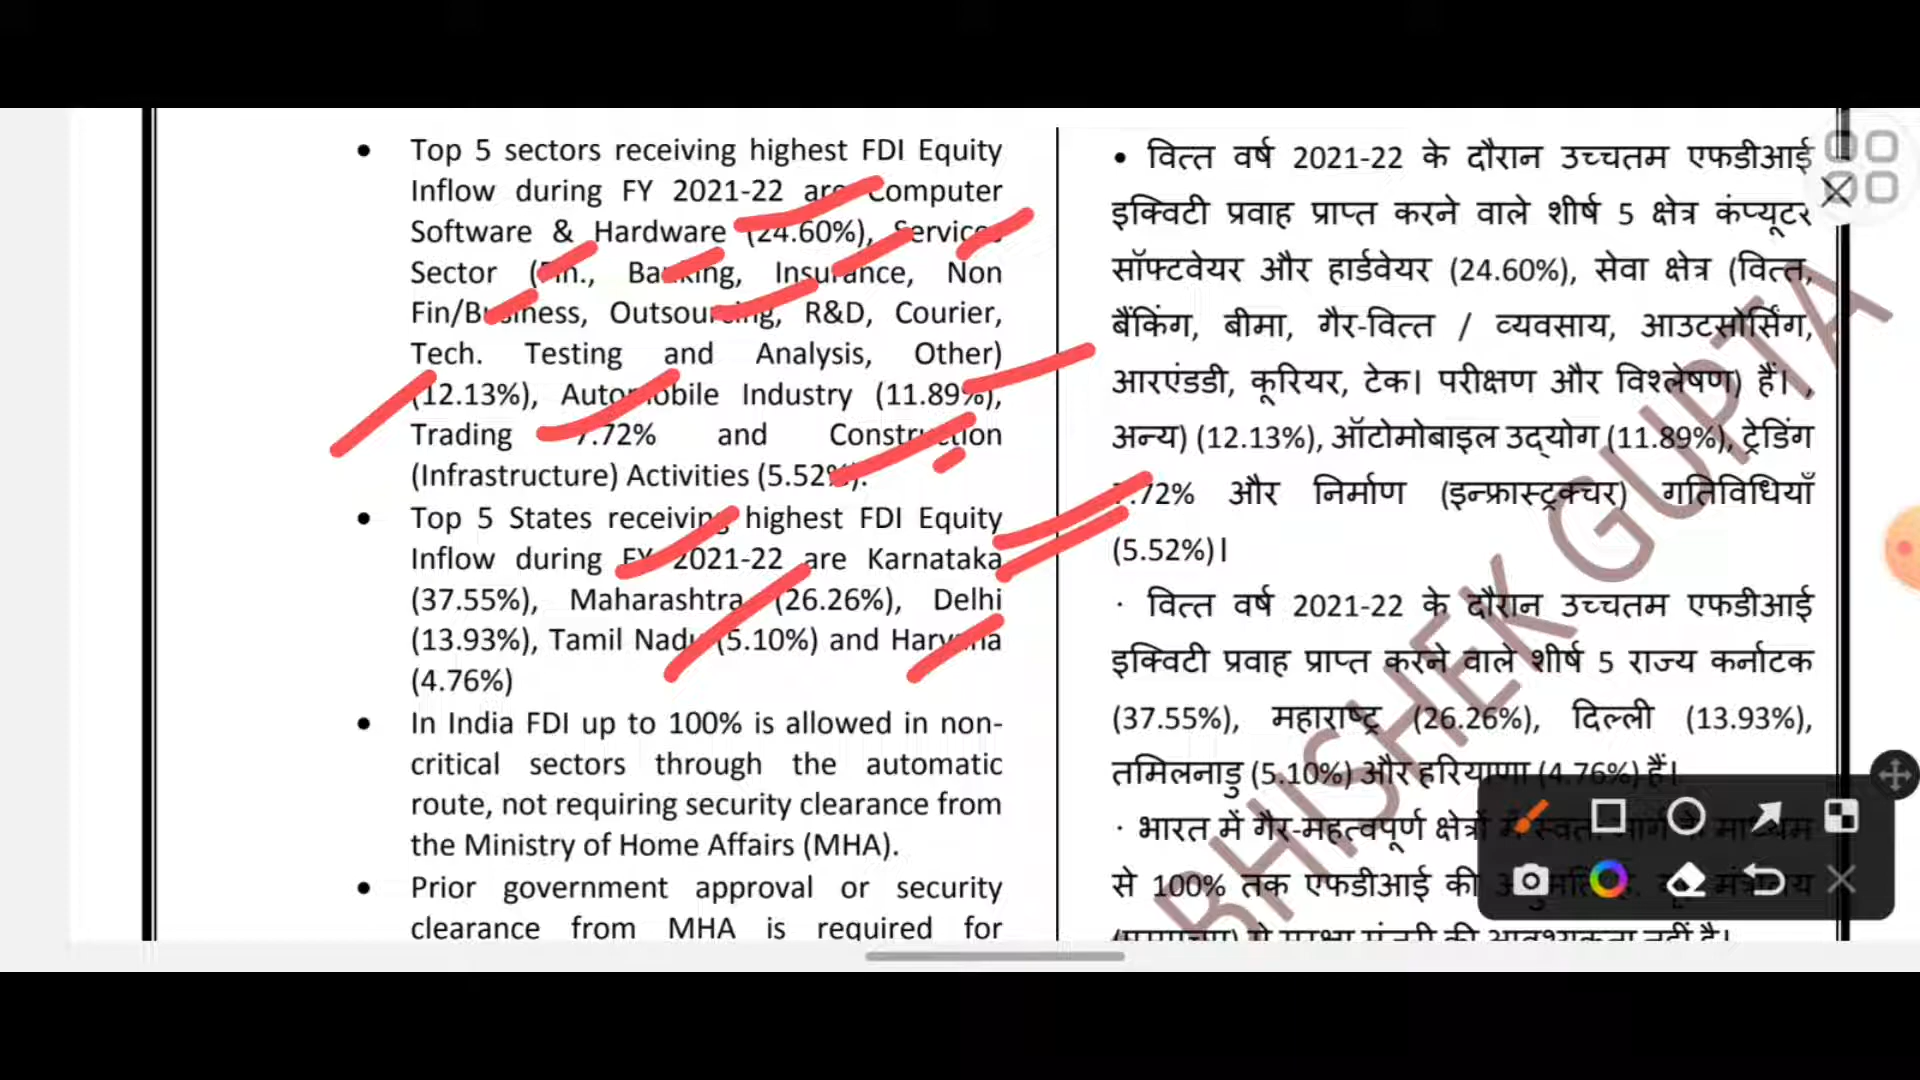 • Top 5 sectors receiving highest FDI Equity
Inflow during FY 2021-22 are Computer
Software & Hardware (24.60%), Services
Sector (Fin., Banking, Insurance, Non
Fin/Business, Outsourcing, R&D, Courier,
Tech. Testing and Analysis, Other)
(12.13%), Automobile Industry (11.89%),
Trading 7.72% and Construction
(Infrastructure) Activities (5.52%).
• Top 5 States receiving highest FDI Equity
Inflow during FY 2021-22 are Karnataka
(37.55%), Maharashtra (26.26%), Delhi
(13.93%), Tamil Nadu (5.10%) and Haryana
(4.76%)
• In India FDI up to 100% is allowed in non-
critical sectors through the automatic
route, not requiring security clearance from
the Ministry of Home Affairs (MHA).
• Prior government approval or security
clearance from MHA is required for
• वित्त वर्ष 2021-22 के दौरान उच्चतम एफडीआई
इक्विटी प्रवाह प्राप्त करने वाले शीर्ष 5 क्षेत्र कंप्यूटर
सॉफ्टवेयर और हार्डवेयर (24.60%), सेवा क्षेत्र (वित्त,
बैंकिंग, बीमा, गैर-वित्त / व्यवसाय, आउटसोर्सिंग,
आरएंडडी, कूरियर, टेक। परीक्षण और विश्लेषण) हैं। ,
अन्य) (12.13%), ऑटोमोबाइल उद्योग (11.89%), ट्रेडिंग
7.72% और निर्माण (इन्फ्रास्ट्रक्चर) गतिविधियाँ
(5.52%)।
· वित्त वर्ष 2021-22 के दौरान उच्चतम एफडीआई
इक्विटी प्रवाह प्राप्त करने वाले शीर्ष 5 राज्य कर्नाटक
(37.55%), महाराष्ट्र (26.26%), दिल्ली (13.93%),
तमिलनाडु (5.10%) और हरियाणा (4.76%) हैं।
· भारत में गैर-महत्वपूर्ण क्षेत्रों में स्वतः मार्ग के माध्यम
से 100% तक एफडीआई की
BHISHEK GUPTA